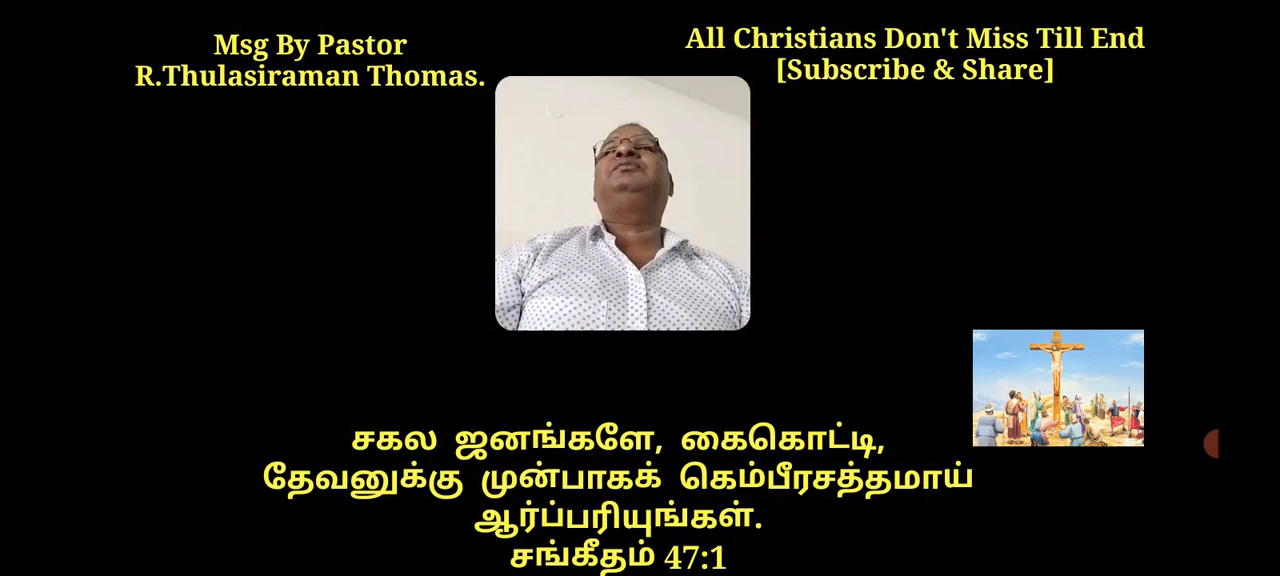 Msg By Pastor
R.Thulasiraman Thomas.
All Christians Don't Miss Till End
[Subscribe & Share]
சகல ஜனங்களே, கைகொட்டி,
தேவனுக்கு முன்பாகக் கெம்பீரசத்தமாய்
ஆர்ப்பரியுங்கள்.
சங்கீதம் 47:1